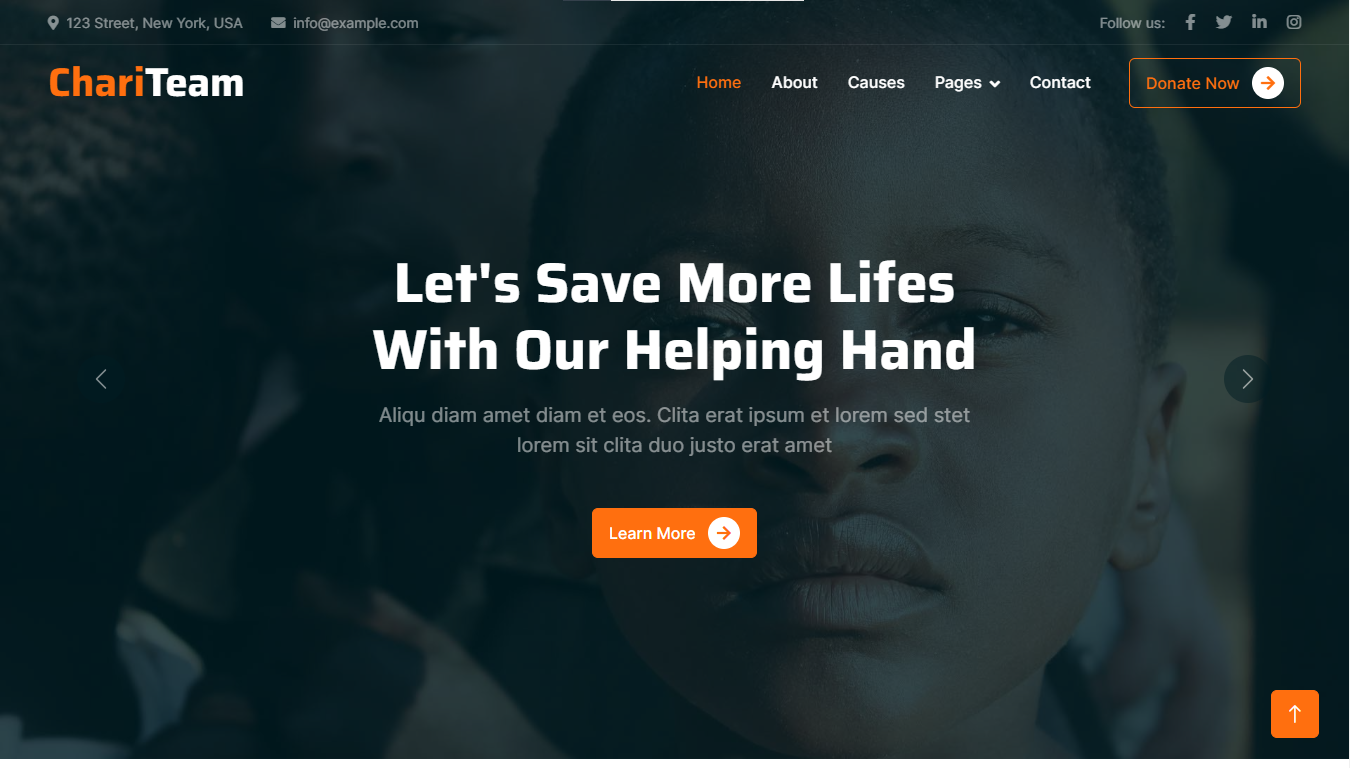 123 Street, New York, USA
info@example.com
Follow us:
ChariTeam
Home
About
Causes
Pages
Contact
Donate Now
Let's Save More Lifes
With Our Helping Hand
Aliqu diam amet diam et eos. Clita erat ipsum et lorem sed stet
lorem sit clita duo justo erat amet
Learn More